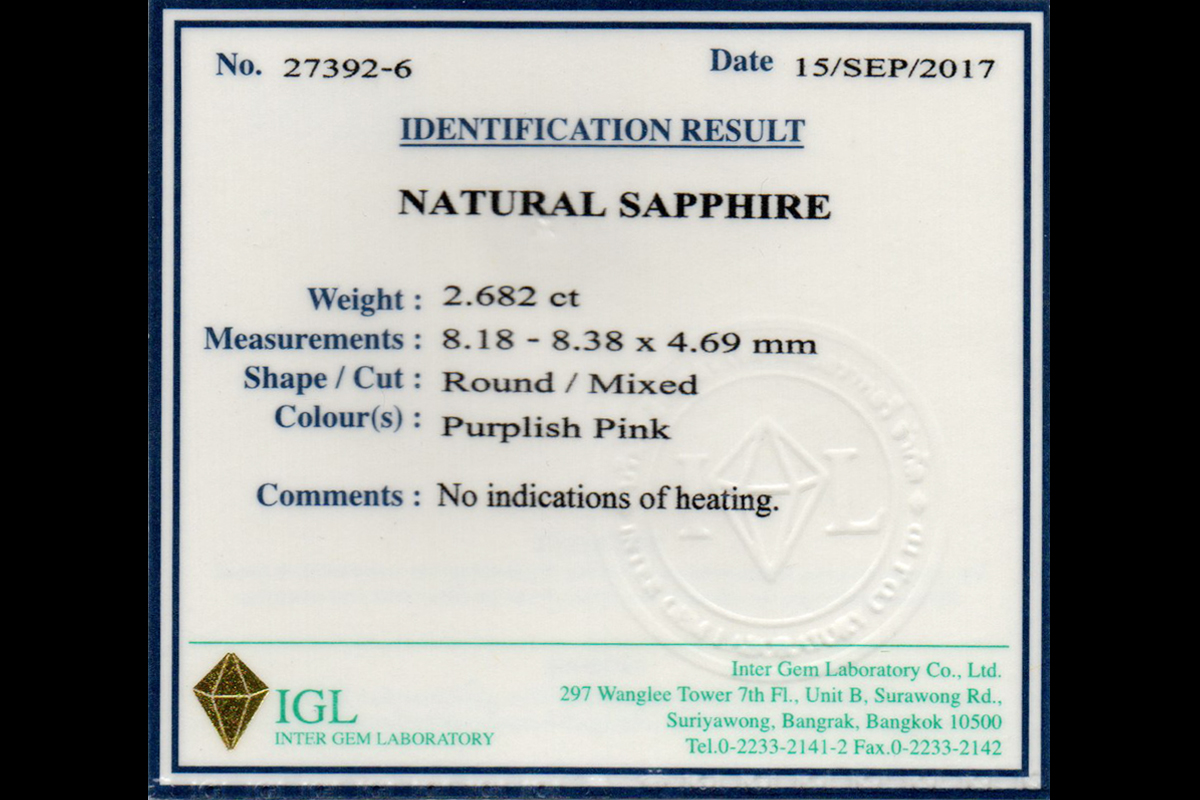 No. 27392-6 Date 15/SEP/2017
IDENTIFICATION RESULT
NATURAL SAPPHIRE
Weight : 2.682 ct
Measurements : 8.18 - 8.38 x 4.69 mm
Shape / Cut : Round / Mixed
Colour(s) : Purplish Pink
Comments : No indications of heating.
I L
IGL
INTER GEM LABORATORY
Inter Gem Laboratory Co., Ltd.
297 Wanglee Tower 7th Fl., Unit B, Surawong Rd.,
Suriyawong, Bangrak, Bangkok 10500
Tel.0-2233-2141-2 Fax.0-2233-2142